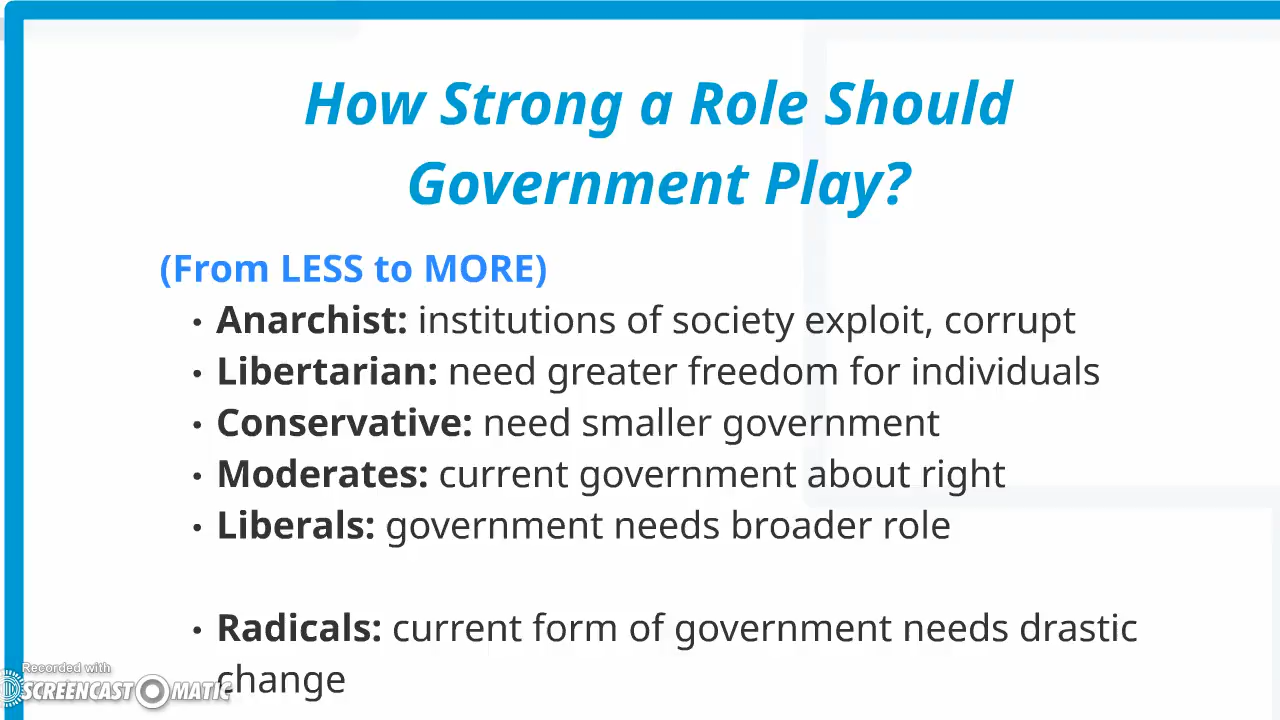 How Strong a Role Should
Government Play?
(From LESS to MORE)
• Anarchist: institutions of society exploit, corrupt
• Libertarian: need greater freedom for individuals
• Conservative: need smaller government
• Moderates: current government about right
• Liberals: government needs broader role
• Radicals: current form of government needs drastic
change
Recorded with
SCREENCAST MATIC